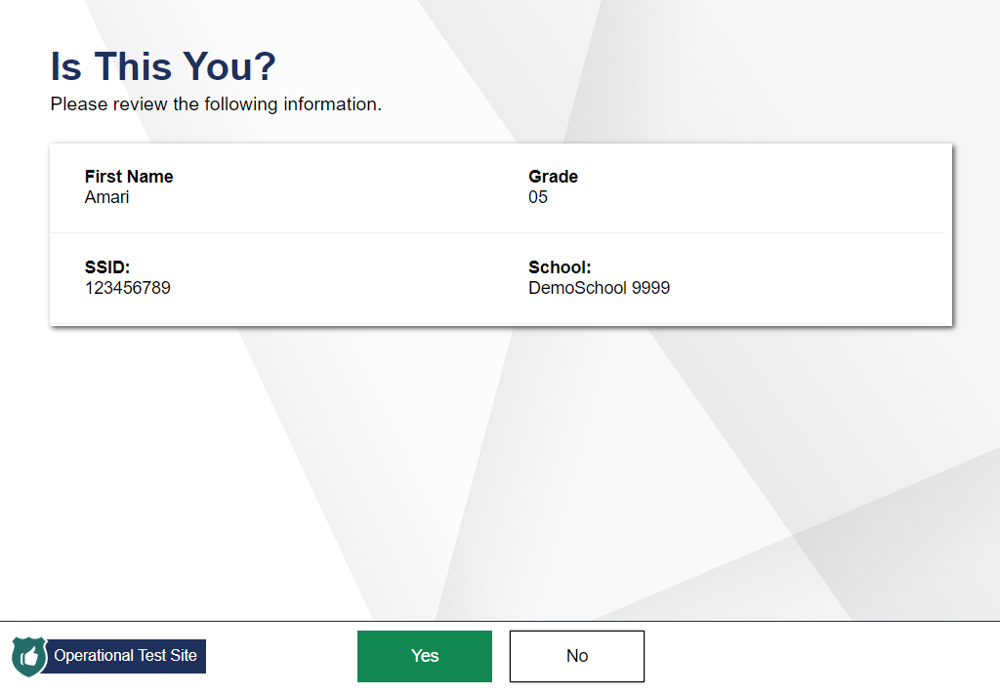 Is This You?
Please review the following information.
First Name
Amari
Grade
05
SSID:
123456789
School:
DemoSchool 9999
Operational Test Site
Yes
No